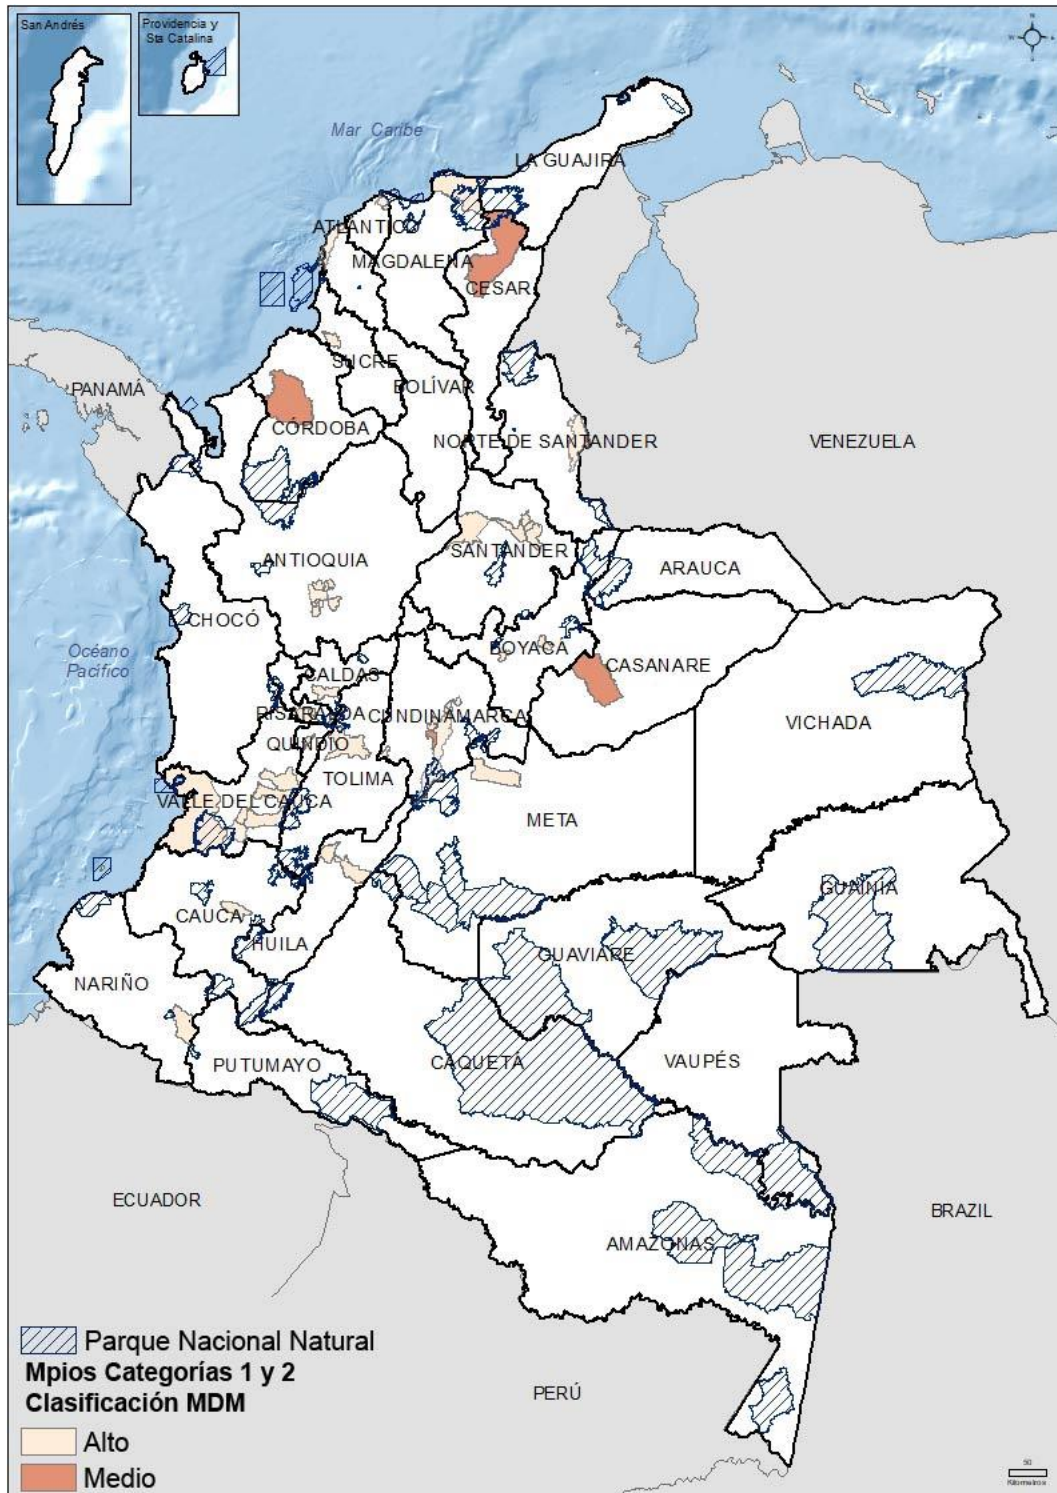 San Andrés
Providencia y
Sta Catalina
Mar Caribe
LA GUAJIRA
ATLANTICO
MAGDALENA
CESAR
SUCRE
BOLÍVAR
PANAMÁ
CÓRDOBA
NORTE DE SANTANDER
VENEZUELA
SANTANDER
ANTIOQUIA
ARAUCA
CHOCÓ
Océano
Pacífico
BOYACA
CASANARE
CALDAS
RISARALDA
CUNDINAMARCA
VICHADA
QUINDIO
TOLIMA
VALLE DEL CAUCA
META
GUAINIA
CAUCA
HUILA
GUAVIARE
NARIÑO
PUTUMAYO
CAQUETÁ
VAUPÉS
ECUADOR
BRAZIL
AMAZONAS
PERÚ
Parque Nacional Natural
Mpios Categorías 1 y 2
Clasificación MDM
Alto
Medio
50
Kilometros